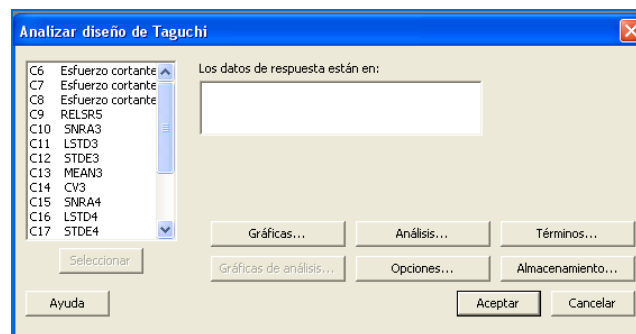 Analizar diseño de Taguchi
C6 Esfuerzo cortante
C7 Esfuerzo cortante
C8 Esfuerzo cortante
C9 RELSR5
C10 SNRA3
C11 LSTD3
C12 STDE3
C13 MEAN3
C14 CV3
C15 SNRA4
C16 LSTD4
C17 STDE4
Los datos de respuesta están en:
Seleccionar
Gráficas... Análisis... Términos...
Gráficas de análisis... Opciones... Almacenamiento...
Ayuda Aceptar Cancelar